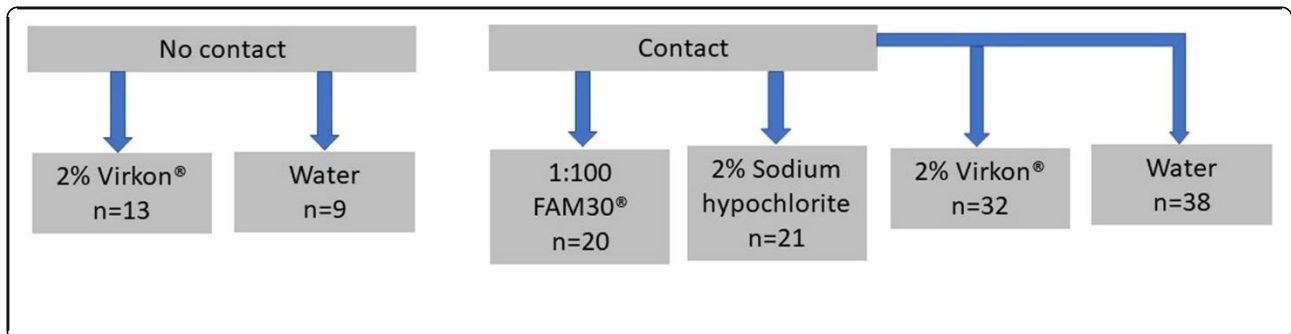 No contact
2% Virkon®
n=13
Water
n=9
Contact
1:100
FAM30®
n=20
2% Sodium
hypochlorite
n=21
2% Virkon®
n=32
Water
n=38